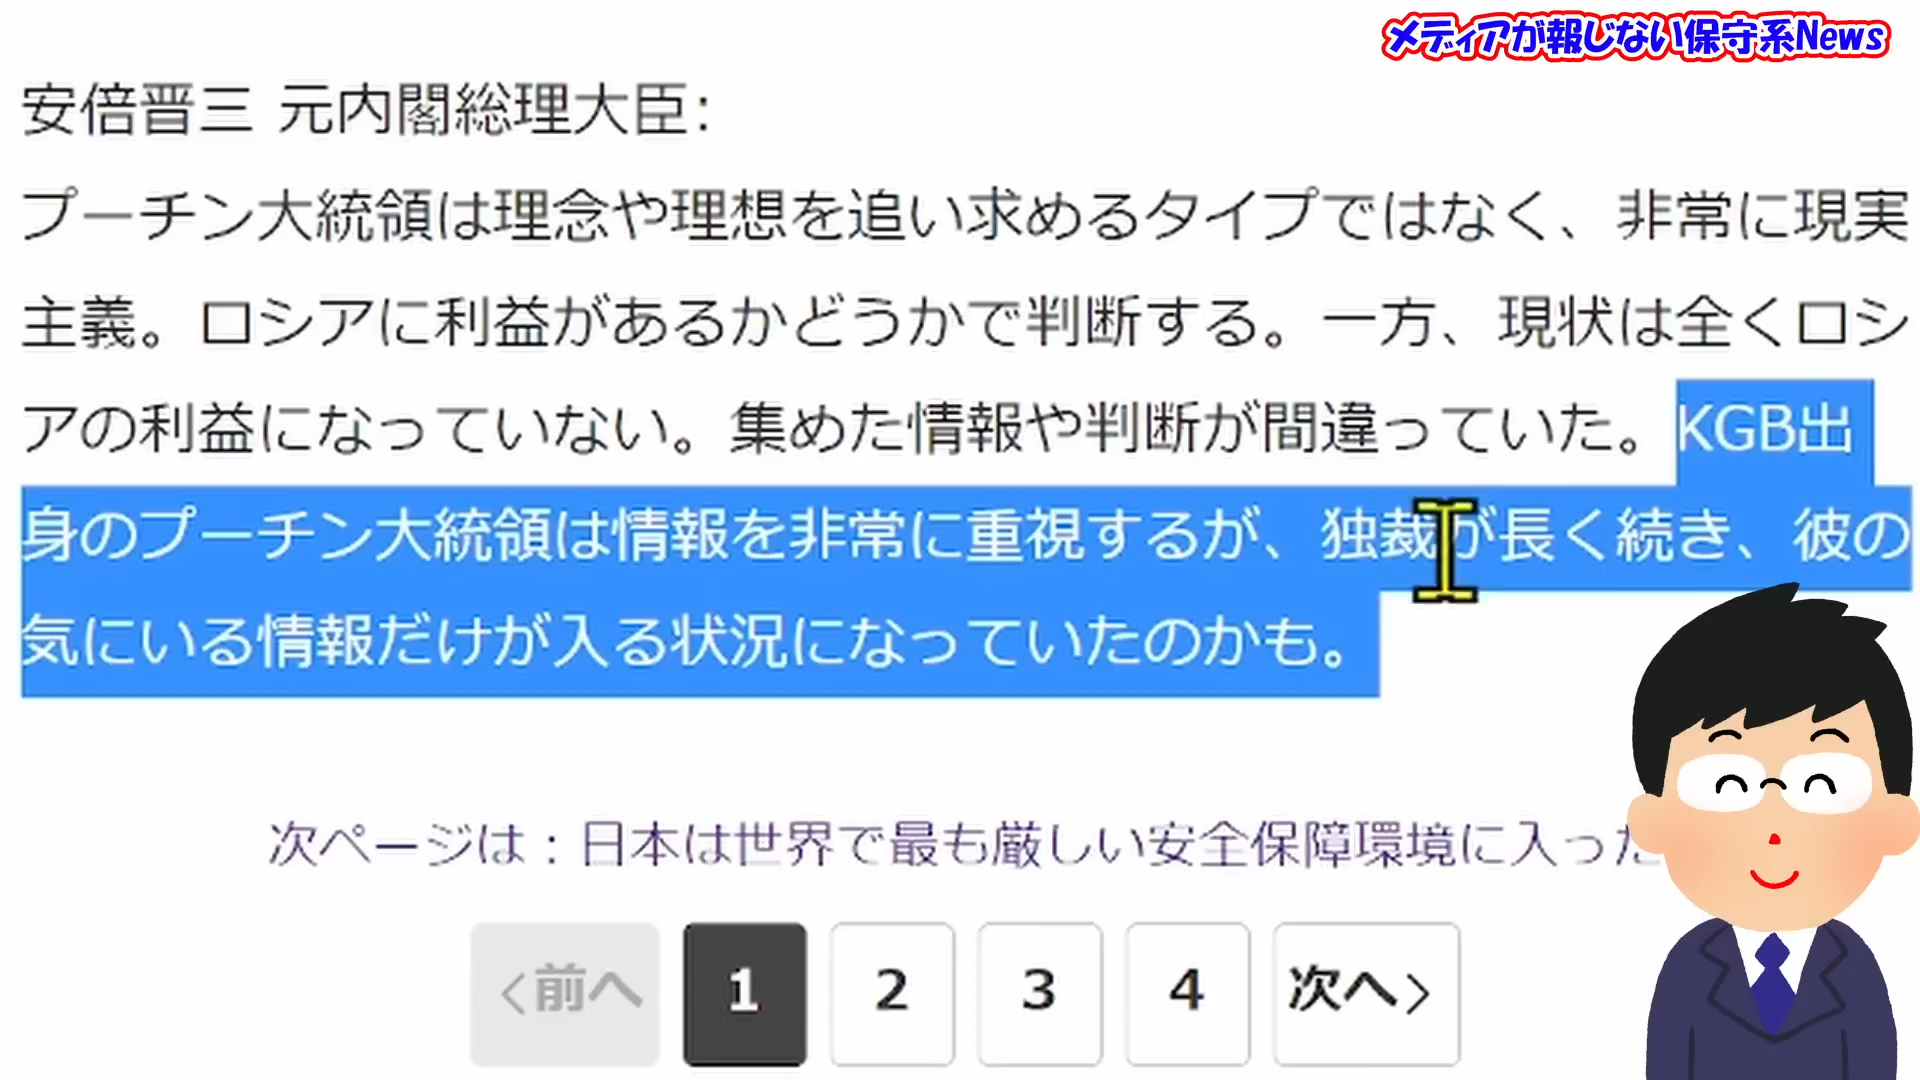 メディアが報じない保守系News
安倍晋三 元内閣総理大臣:
プーチン大統領は理念や理想を追い求めるタイプではなく、非常に現実
主義。ロシアに利益があるかどうかで判断する。一方、現状は全くロシ
アの利益になっていない。集めた情報や判断が間違っていた。KGB出
身のプーチン大統領は情報を非常に重視するが、独裁が長く続き、彼の
気にいる情報だけが入る状況になっていたのかも。
次ページは：日本は世界で最も厳しい安全保障環境に入った
<前へ 1 2 3 4 次へ>